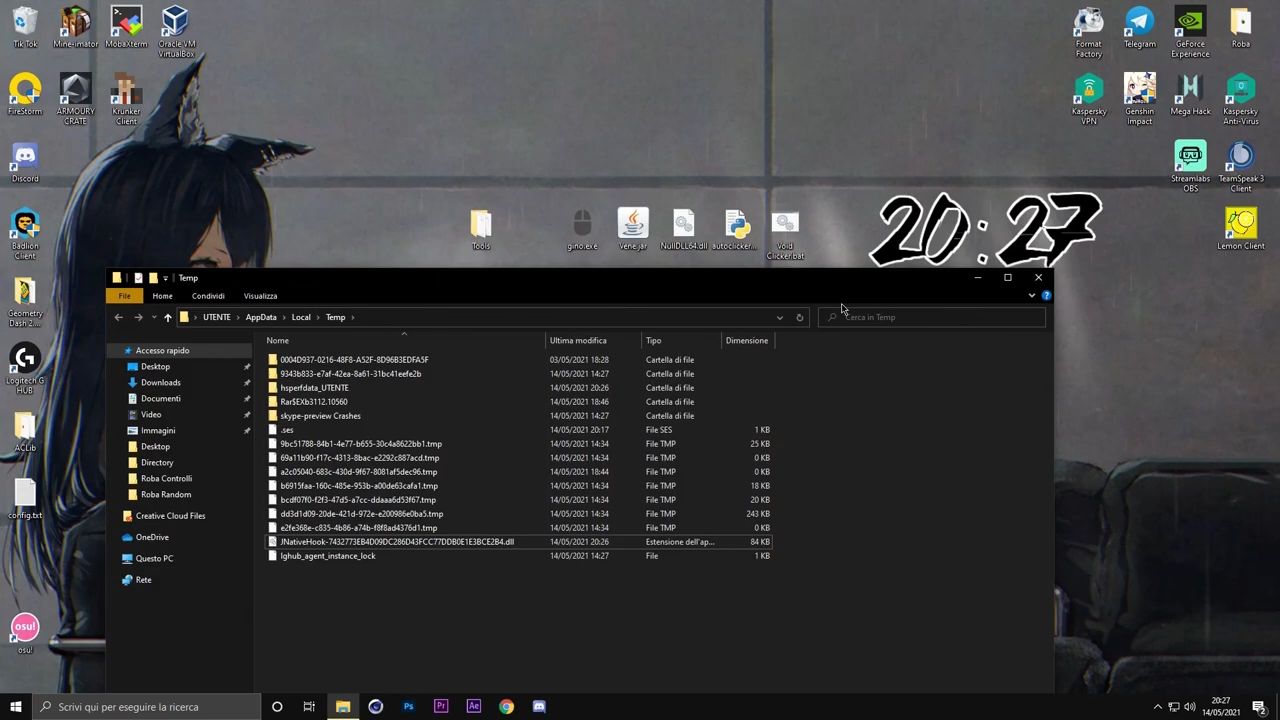 Tik Tok
Mine-imator
MobaXterm
Oracle VM
VirtualBox
Format
Factory
Telegram
GeForce
Experience
Roba
FireStorm
ARMOURY
CRATE
Krunker
Client
Kaspersky
VPN
Genshin
Impact
Mega Hack
Kaspersky
Anti-Virus
Discord
Streamlabs
OBS
TeamSpeak 3
Client
20:27
Badlion
Client
Tools
gino.exe
Vene.jar
NullDLL64.dll
autoclicker...
Void
Clicker.bat
Lemon Client
Geometry
Dash 2....
Logitech G
HUB
ACLib
config.txt
osu!
osu!
Temp
File
Home
Condividi
Visualizza
UTENTE > AppData > Local > Temp >
Cerca in Temp
Nome
Ultima modifica
Tipo
Dimensione
Accesso rapido
Desktop
Downloads
Documenti
Video
Immagini
Desktop
Directory
Roba Controlli
Roba Random
Creative Cloud Files
OneDrive
Questo PC
Rete
0004D937-0216-48F8-A52F-8D96B3EDFA5F 03/05/2021 18:28 Cartella di file
9343b833-e7af-42ea-8a61-31bc41eefe2b 14/05/2021 14:27 Cartella di file
hsperfdata_UTENTE 14/05/2021 20:26 Cartella di file
Rar$EXb3112.10560 14/05/2021 18:46 Cartella di file
skype-preview Crashes 14/05/2021 14:27 Cartella di file
.ses 14/05/2021 20:17 File SES 1 KB
9bc51788-84b1-4e77-b655-30c4a8622bb1.tmp 14/05/2021 14:34 File TMP 25 KB
69a11b90-f17c-4313-8bac-e2292c887acd.tmp 14/05/2021 14:34 File TMP 0 KB
a2c05040-683c-430d-9f67-8081af5dec96.tmp 14/05/2021 18:44 File TMP 0 KB
b6915faa-160c-485e-953b-a00de63cafa1.tmp 14/05/2021 14:34 File TMP 18 KB
bcdf07f0-f2f3-47d5-a7cc-ddaaa6d53f67.tmp 14/05/2021 14:34 File TMP 20 KB
dd3d1d09-20de-421d-972e-e200986e0ba5.tmp 14/05/2021 14:34 File TMP 243 KB
e2fe368e-c835-4b86-a74b-f8f8ad4376d1.tmp 14/05/2021 14:34 File TMP 0 KB
JNativeHook-7432773EB4D09DC286D43FCC77DDB0E1E3BCE2B4.dll 14/05/2021 20:26 Estensione dell'ap... 84 KB
lghub_agent_instance_lock 14/05/2021 14:27 File 1 KB
Scrivi qui per eseguire la ricerca
Ps
Pr
Ae
20:27
14/05/2021
2